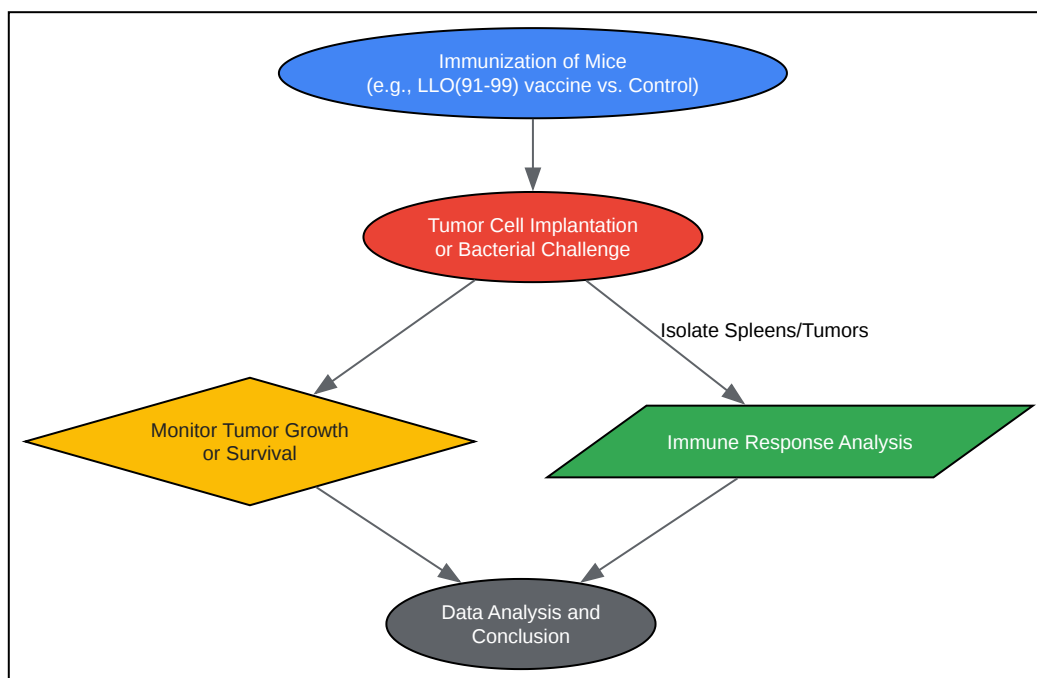 Immunization of Mice
(e.g., LLO(91-99) vaccine vs. Control)
Tumor Cell Implantation
or Bacterial Challenge
Isolate Spleens/Tumors
Monitor Tumor Growth
or Survival
Immune Response Analysis
Data Analysis and
Conclusion